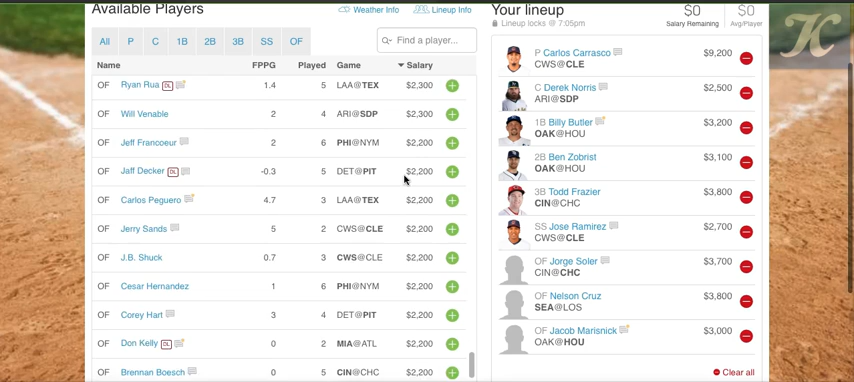 Available Players
Weather Info
Lineup Info
All P C 1B 2B 3B SS OF
Find a player...
Name FPPG Played Game Salary
OF Ryan Rua DL 1.4 5 LAA@TEX $2,300
OF Will Venable 2 4 ARI@SDP $2,300
OF Jeff Francoeur 2 6 PHI@NYM $2,200
OF Jaff Decker DL -0.3 5 DET@PIT $2,200
OF Carlos Peguero 4.7 3 LAA@TEX $2,200
OF Jerry Sands 5 2 CWS@CLE $2,200
OF J.B. Shuck 0.7 3 CWS@CLE $2,200
OF Cesar Hernandez 1 6 PHI@NYM $2,200
OF Corey Hart 3 4 DET@PIT $2,200
OF Don Kelly DL 0 2 MIA@ATL $2,200
OF Brennan Boesch 0 5 CIN@CHC $2,200
Your lineup
Lineup locks @ 7:05pm
$0
Salary Remaining
$0
Avg/Player
P Carlos Carrasco $9,200
CWS@CLE
C Derek Norris $2,500
ARI@SDP
1B Billy Butler $3,200
OAK@HOU
2B Ben Zobrist $3,100
OAK@HOU
3B Todd Frazier $3,800
CIN@CHC
SS Jose Ramirez $2,700
CWS@CLE
OF Jorge Soler $3,700
CIN@CHC
OF Nelson Cruz $3,800
SEA@LOS
OF Jacob Marisnick $3,000
OAK@HOU
Clear all
K